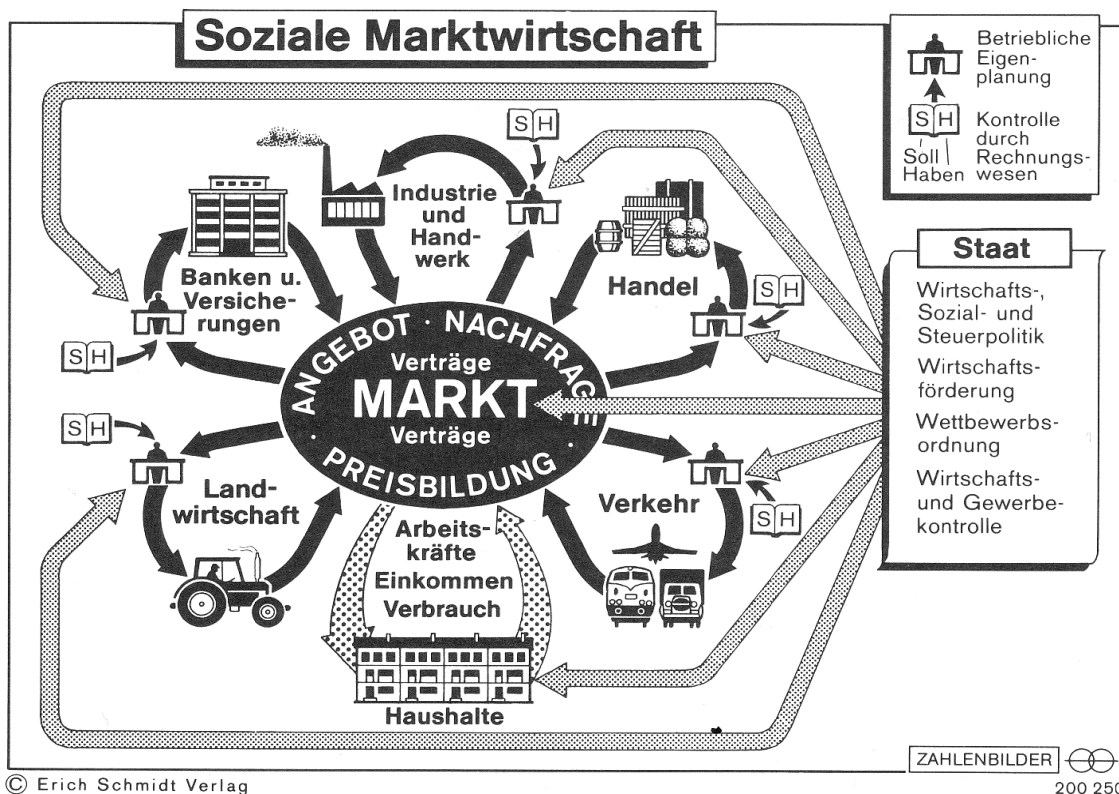 Soziale Marktwirtschaft
Betriebliche
Eigen-
planung
S H
Kontrolle
durch
Rechnungs-
wesen
Soll
Haben
S H
Industrie
und
Hand-
werk
Banken u.
Versiche-
rungen
Handel
S H
S H
Staat
Wirtschafts-,
Sozial- und
Steuerpolitik
Wirtschafts-
förderung
Wettbewerbs-
ordnung
Wirtschafts-
und Gewerbe-
kontrolle
ANGEBOT · NACHFRAGE
Verträge
MARKT
Verträge
· PREISBILDUNG ·
S H
Land-
wirtschaft
Verkehr
S H
Arbeits-
kräfte
Einkommen
Verbrauch
Haushalte
ZAHLENBILDER
© Erich Schmidt Verlag
200 250